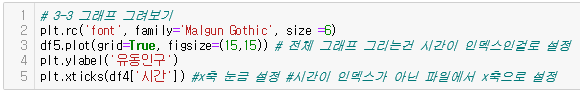 1 # 3-3 그래프 그려보기
2 plt.rc('font', family='Malgun Gothic', size =6)
3 df5.plot(grid=True, figsize=(15,15)) # 전체 그래프 그리는건 시간이 인덱스인걸로 설정
4 plt.ylabel('유동인구')
5 plt.xticks(df4['시간']) #x축 눈금 설정 #시간이 인덱스가 아닌 파일에서 x축으로 설정